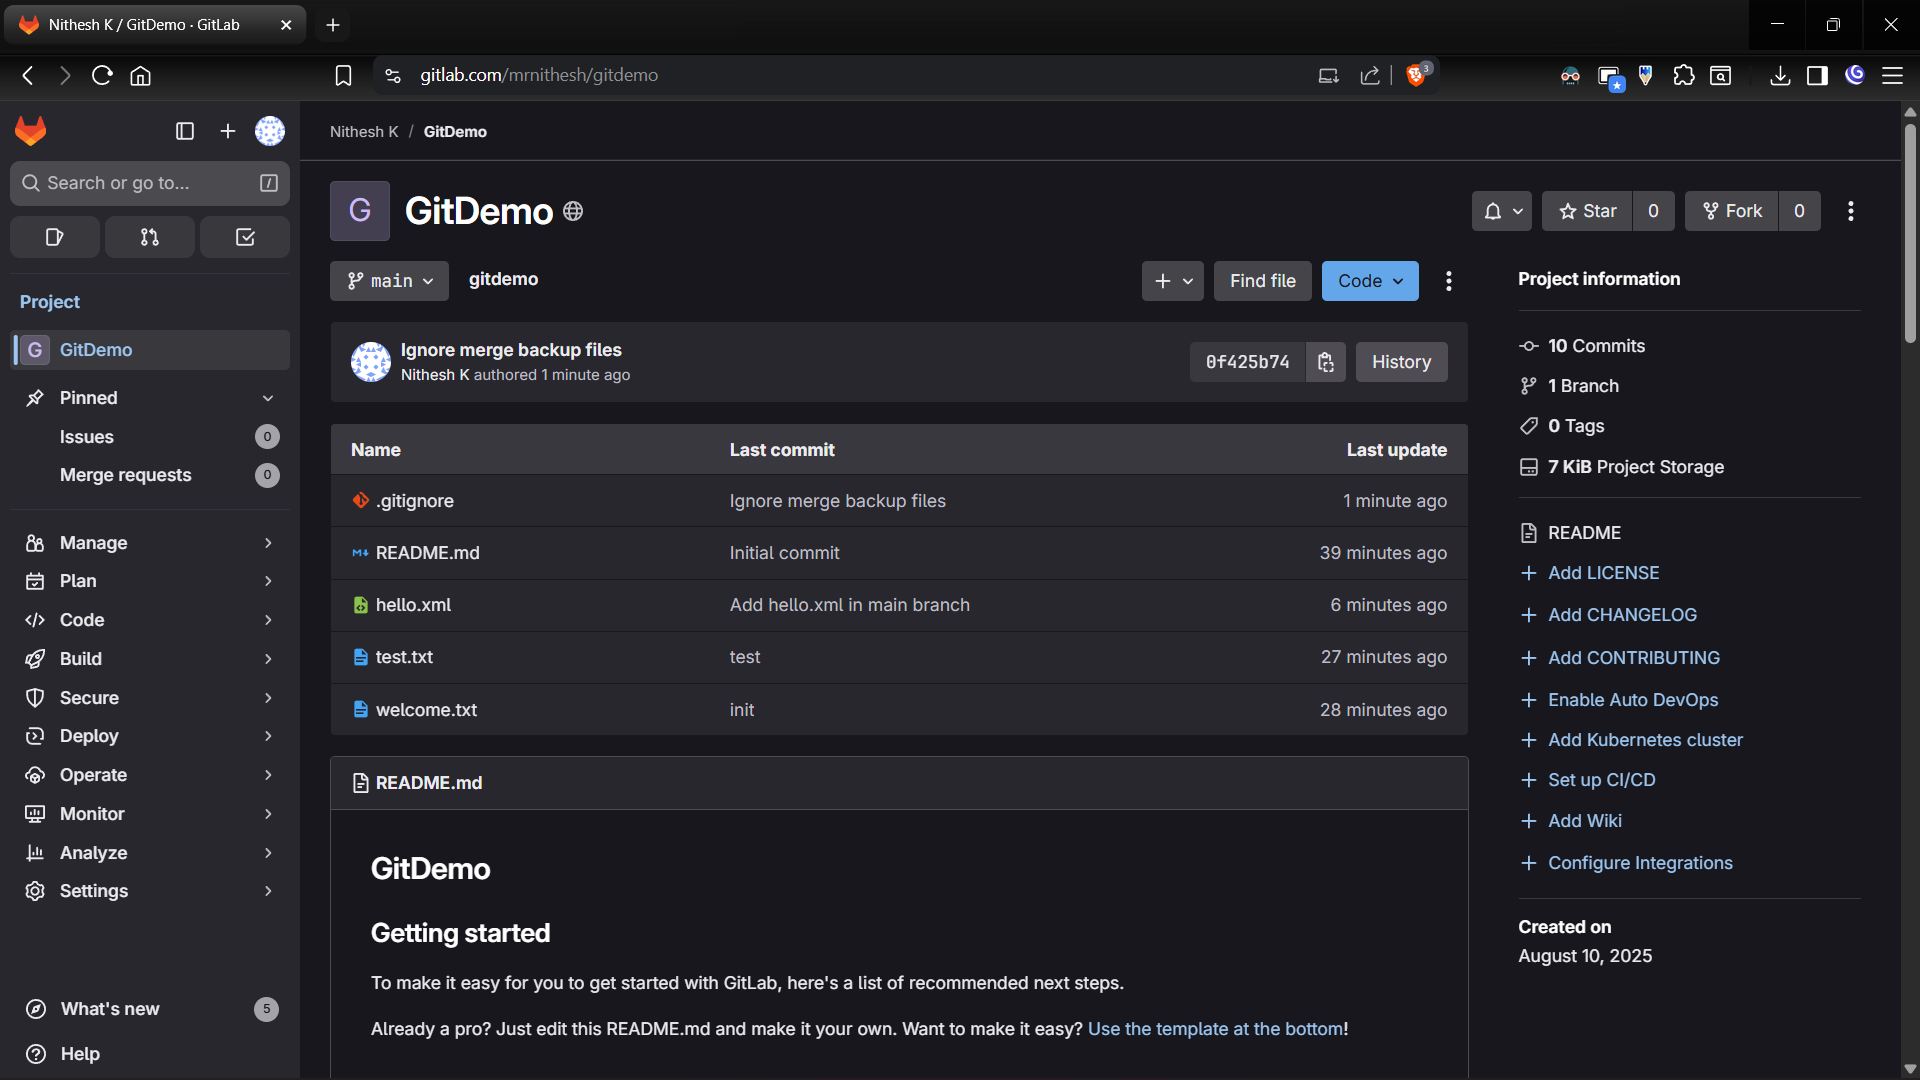 Nithesh K / GitDemo · GitLab
gitlab.com/mrnithesh/gitdemo
3
Nithesh K / GitDemo
Search or go to...
/
Project
G GitDemo
Pinned
Issues 0
Merge requests 0
Manage
Plan
Code
Build
Secure
Deploy
Operate
Monitor
Analyze
Settings
What's new 5
Help
G GitDemo
Star 0 Fork 0
main gitdemo
Find file Code
Ignore merge backup files
Nithesh K authored 1 minute ago
0f425b74 History
Name Last commit Last update
.gitignore Ignore merge backup files 1 minute ago
README.md Initial commit 39 minutes ago
hello.xml Add hello.xml in main branch 6 minutes ago
test.txt test 27 minutes ago
welcome.txt init 28 minutes ago
README.md
GitDemo
Getting started
To make it easy for you to get started with GitLab, here's a list of recommended next steps.
Already a pro? Just edit this README.md and make it your own. Want to make it easy? Use the template at the bottom!
Project information
10 Commits
1 Branch
0 Tags
7 KiB Project Storage
README
Add LICENSE
Add CHANGELOG
Add CONTRIBUTING
Enable Auto DevOps
Add Kubernetes cluster
Set up CI/CD
Add Wiki
Configure Integrations
Created on
August 10, 2025